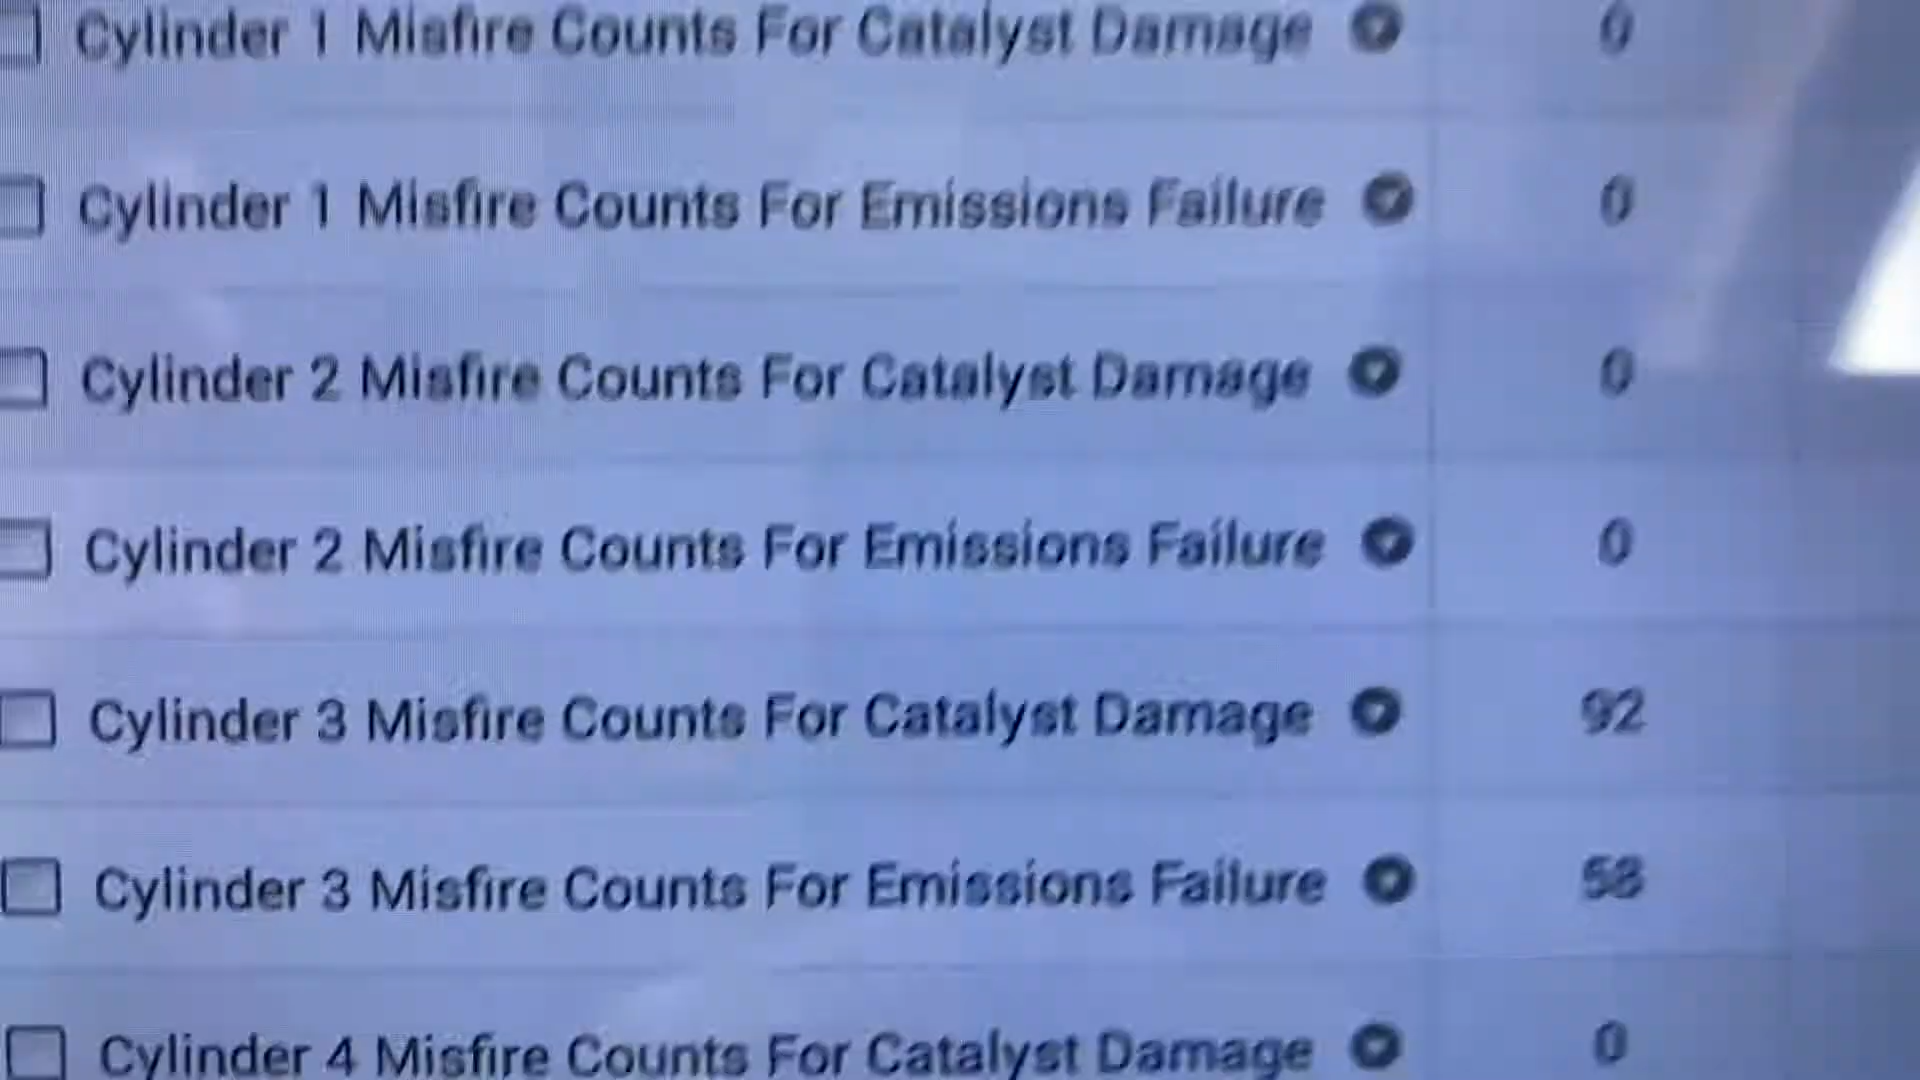 Cylinder 1 Misfire Counts For Catalyst Damage 0
Cylinder 1 Misfire Counts For Emissions Failure 0
Cylinder 2 Misfire Counts For Catalyst Damage 0
Cylinder 2 Misfire Counts For Emissions Failure 0
Cylinder 3 Misfire Counts For Catalyst Damage 92
Cylinder 3 Misfire Counts For Emissions Failure 58
Cylinder 4 Misfire Counts For Catalyst Damage 0